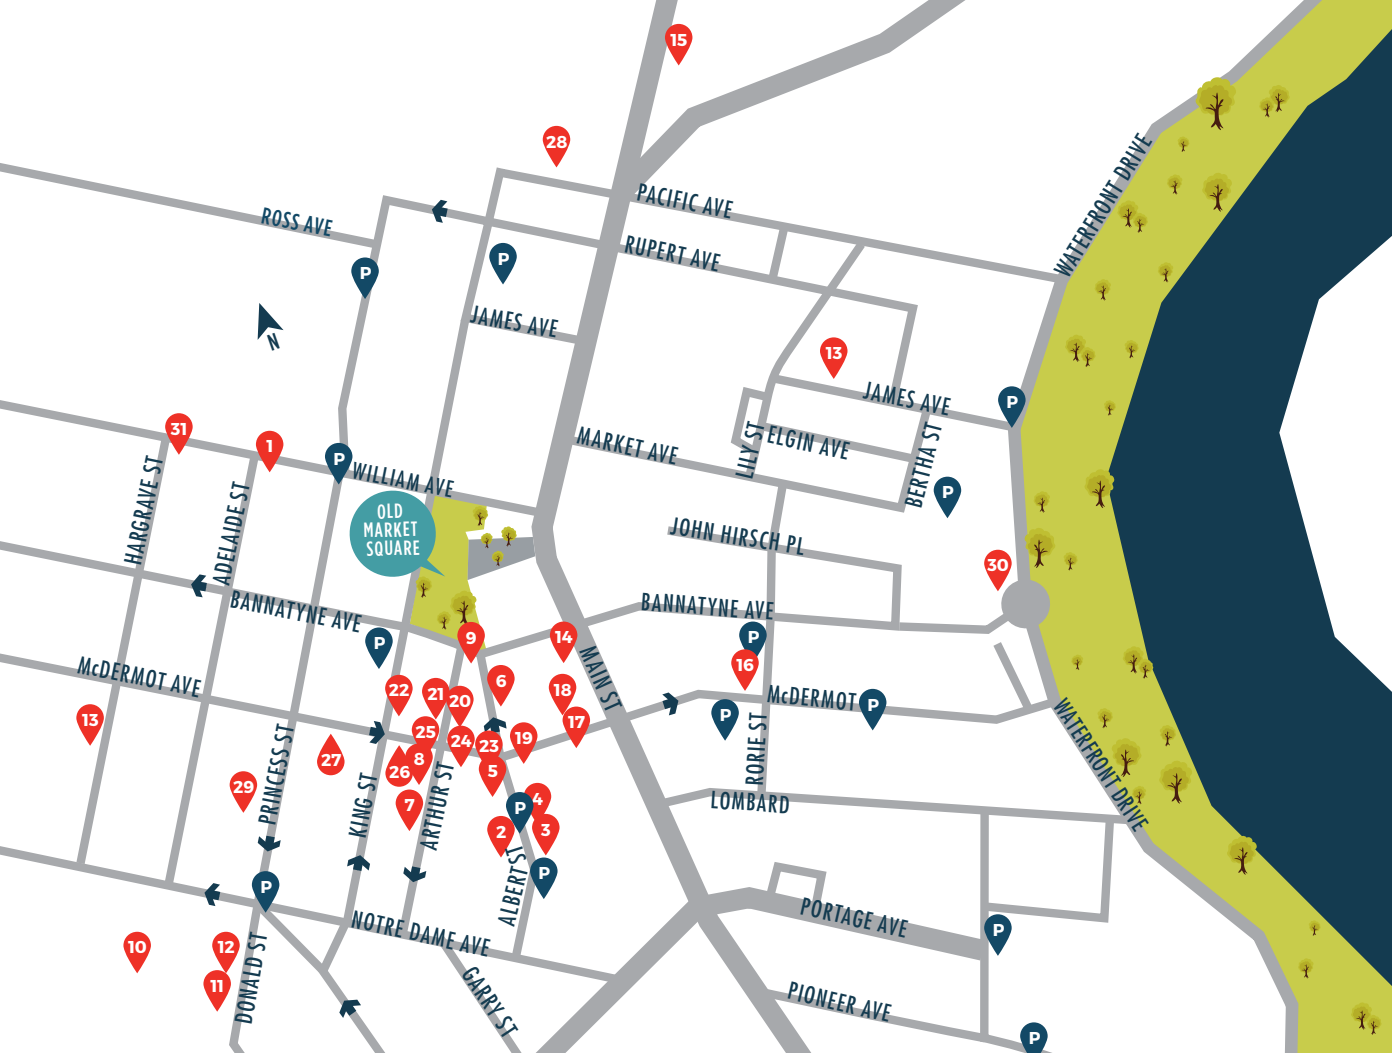 15
28
PACIFIC AVE
WATERFRONT DRIVE
ROSS AVE
RUPERT AVE
P
P
JAMES AVE
N
13
JAMES AVE
P
31
1
P
WILLIAM AVE
MARKET AVE
LILY ST
ELGIN AVE
BERTHA ST
P
HARGRAVE ST
ADELAIDE ST
OLD
MARKET
SQUARE
JOHN HIRSCH PL
30
BANNATYNE AVE
BANNATYNE AVE
P
9
14
P
16
MAIN ST
McDERMOT AVE
22
21
20
6
18
17
McDERMOT
P
P
WATERFRONT DRIVE
13
25
24
23
19
27
26
8
5
RORIE ST
PRINCESS ST
29
KING ST
7
ARTHUR ST
4
P
2
3
LOMBARD
P
ALBERT ST
P
NOTRE DAME AVE
PORTAGE AVE
P
10
12
11
DONALD ST
GARRY ST
PIONEER AVE
P